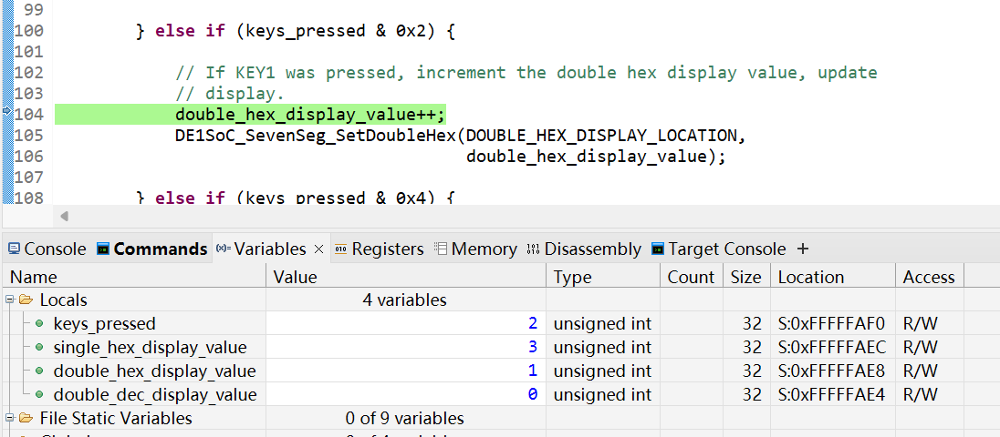 99
100 } else if (keys_pressed & 0x2) {
101
102 // If KEY1 was pressed, increment the double hex display value, update
103 // display.
104 double_hex_display_value++;
105 DE1SoC_SevenSeg_SetDoubleHex(DOUBLE_HEX_DISPLAY_LOCATION,
106 double_hex_display_value);
107
108 } else if (keys_pressed & 0x4) {
Console Commands (x)= Variables × Registers Memory Disassembly Target Console +
Name Value Type Count Size Location Access
Locals 4 variables
keys_pressed 2 unsigned int 32 S:0xFFFFFAF0 R/W
single_hex_display_value 3 unsigned int 32 S:0xFFFFFAEC R/W
double_hex_display_value 1 unsigned int 32 S:0xFFFFFAE8 R/W
double_dec_display_value 0 unsigned int 32 S:0xFFFFFAE4 R/W
File Static Variables 0 of 9 variables